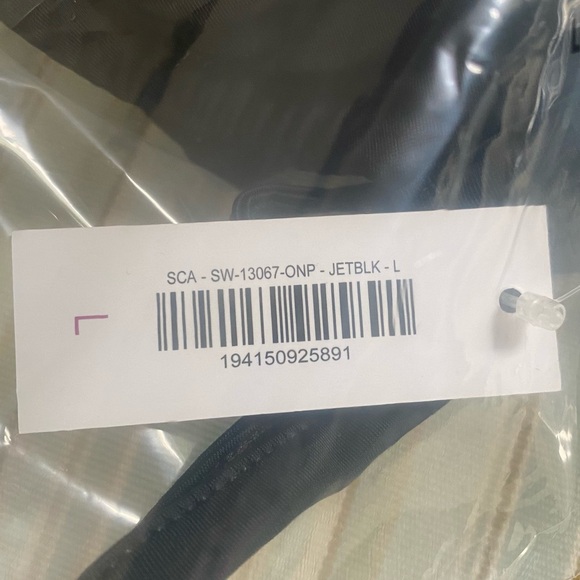 SCA - SW-13067-ONP - JETBLK - L
194150925891
L